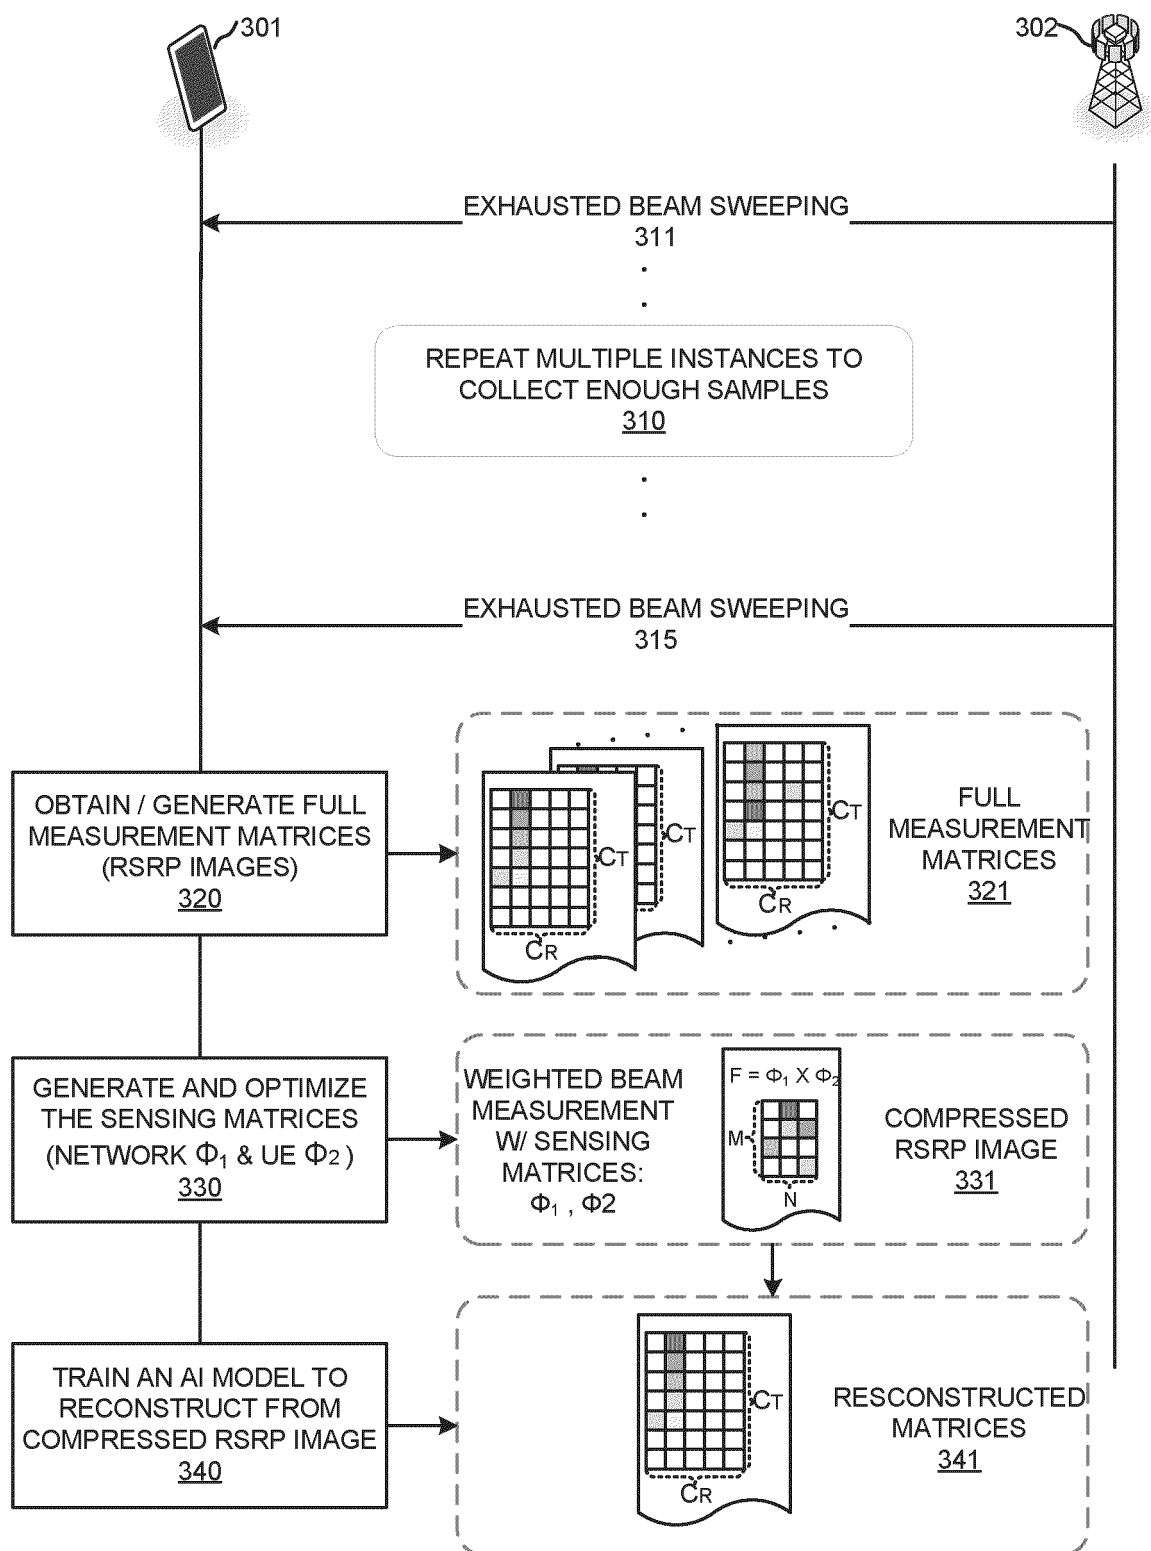 301
302
EXHAUSTED BEAM SWEEPING
311
REPEAT MULTIPLE INSTANCES TO
COLLECT ENOUGH SAMPLES
310
EXHAUSTED BEAM SWEEPING
315
OBTAIN / GENERATE FULL
MEASUREMENT MATRICES
(RSRP IMAGES)
320
CT
CR
CT
CT
CR
FULL
MEASUREMENT
MATRICES
321
GENERATE AND OPTIMIZE
THE SENSING MATRICES
(NETWORK Φ1 & UE Φ2)
330
WEIGHTED BEAM
MEASUREMENT
W/ SENSING
MATRICES:
Φ1 , Φ2
F = Φ1 X Φ2
M
N
COMPRESSED
RSRP IMAGE
331
TRAIN AN AI MODEL TO
RECONSTRUCT FROM
COMPRESSED RSRP IMAGE
340
CT
CR
RESCONSTRUCTED
MATRICES
341